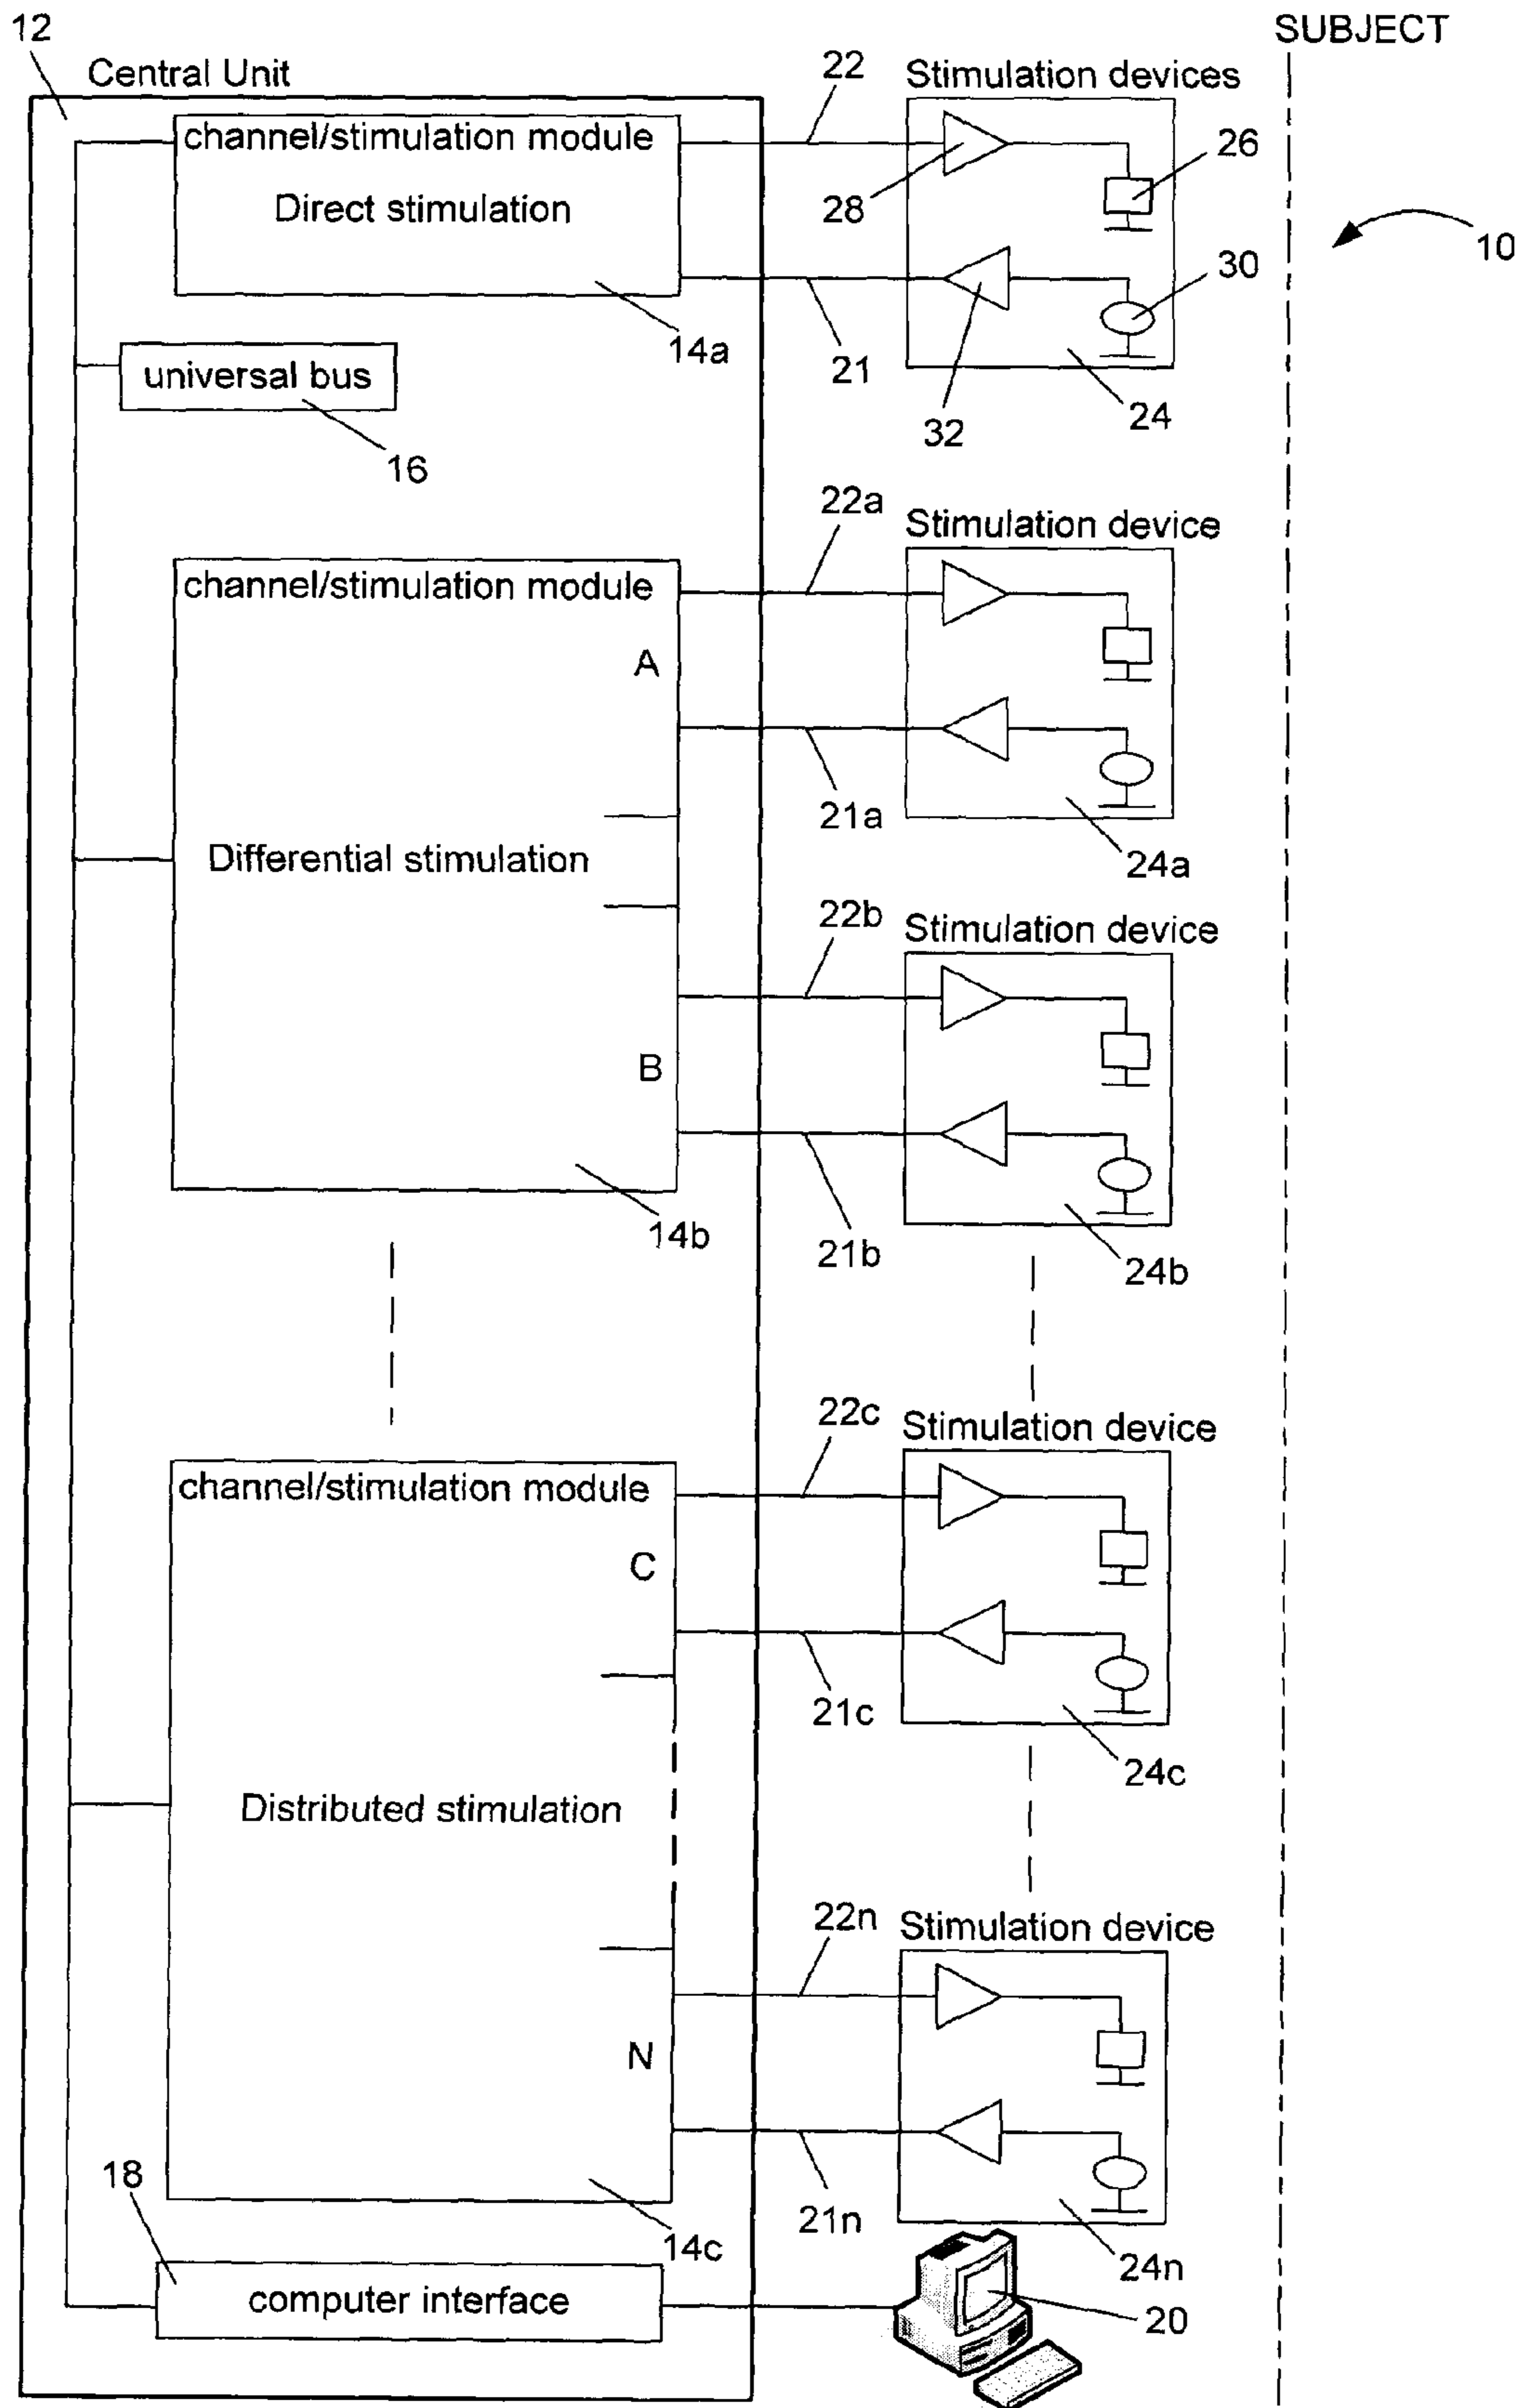 12
SUBJECT
Central Unit
22
Stimulation devices
channel/stimulation module
26
Direct stimulation
28
10
30
14a
21
universal bus
24
32
16
22a
Stimulation device
channel/stimulation module
A
21a
Differential stimulation
24a
22b
Stimulation device
B
14b
21b
24b
22c
Stimulation device
channel/stimulation module
C
21c
24c
Distributed stimulation
22n
Stimulation device
N
18
21n
14c
24n
computer interface
20